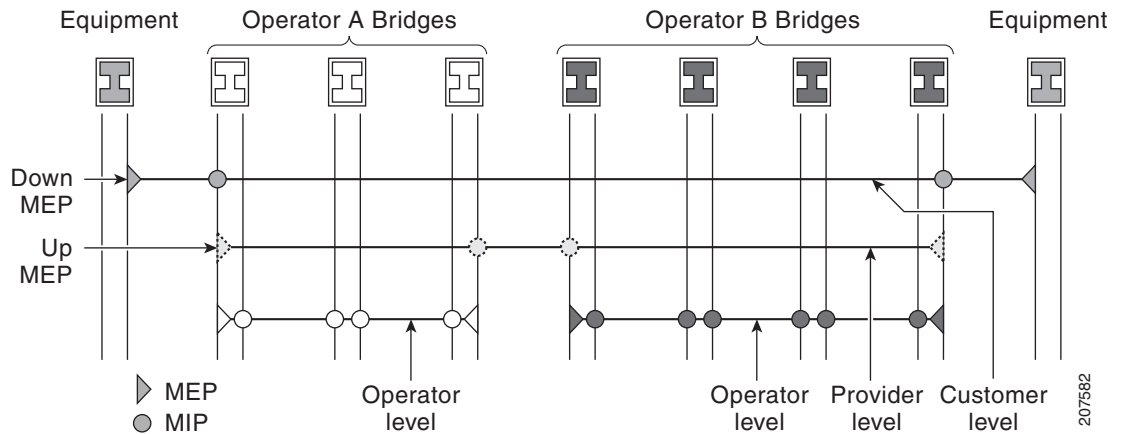 Equipment
Operator A Bridges
Operator B Bridges
Equipment
Down
MEP
Up
MEP
MEP
MIP
Operator
level
Operator
level
Provider
level
Customer
level
207582